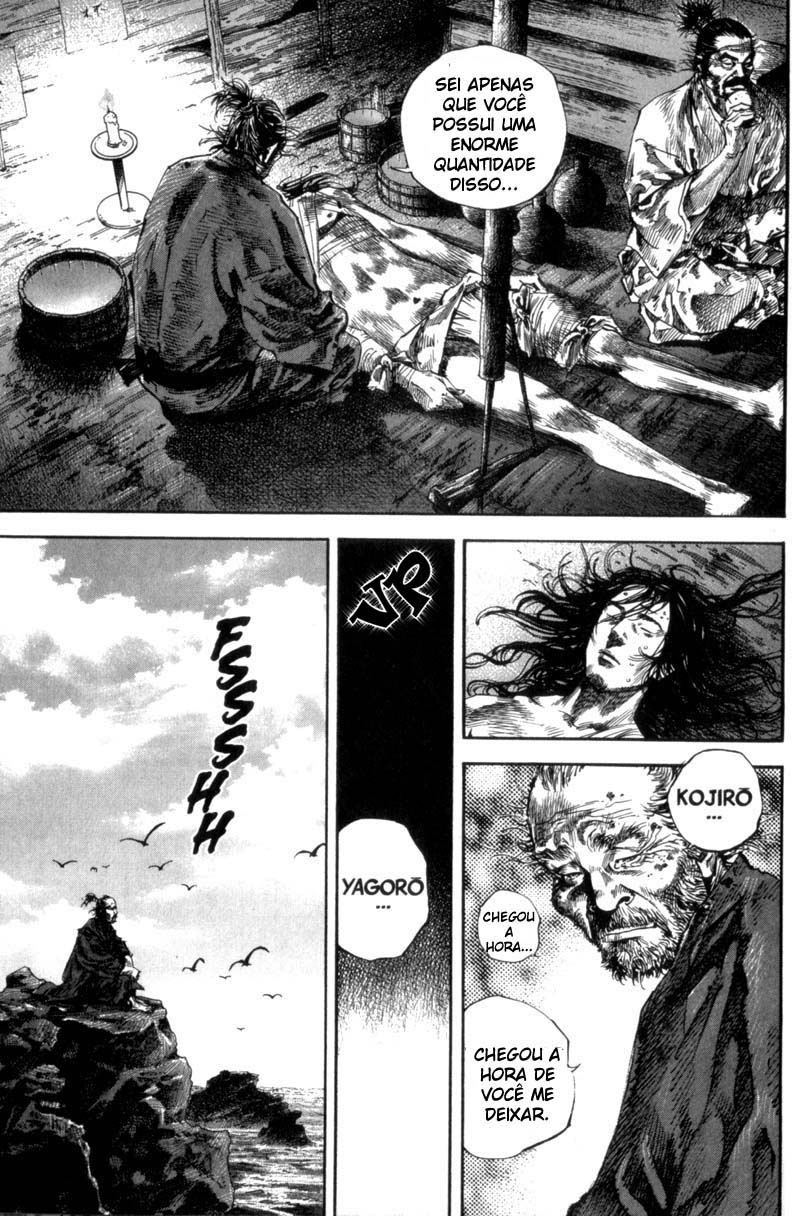 SEI APENAS
QUE VOCÊ
POSSUI UMA
ENORME
QUANTIDADE
DISSO...
KOJIRŌ
...
CHEGOU
A
HORA...
CHEGOU A
HORA DE
VOCÊ ME
DEIXAR.
VR
YAGORŌ
...
FSSSHH